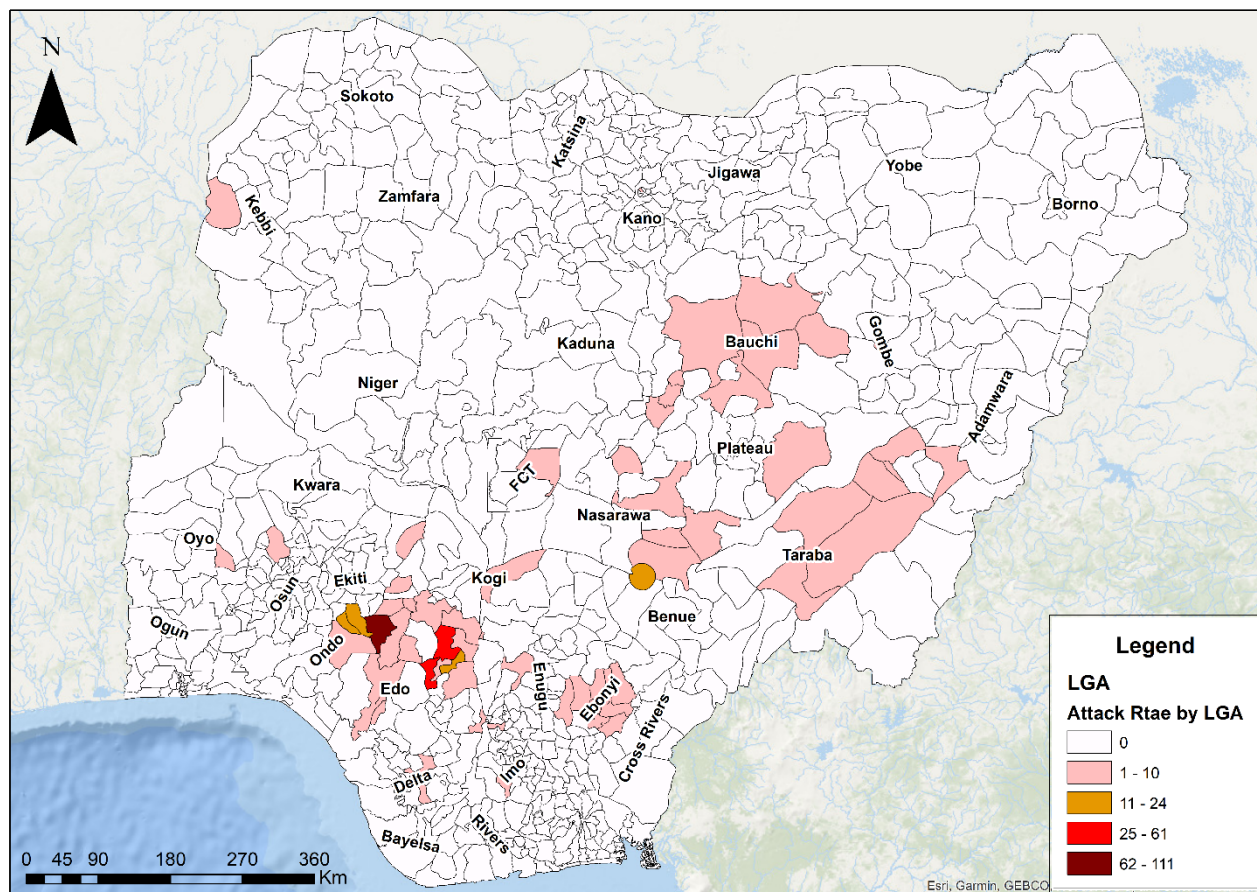 N
Sokoto
Katsina
Jigawa
Yobe
Zamfara
Kebbi
Kano
Borno
Kaduna
Bauchi
Gombe
Niger
Adamwara
Plateau
FCT
Kwara
Nasarawa
Oyo
Taraba
Osun
Ekiti
Kogi
Benue
Ogun
Ondo
Edo
Enugu
Ebonyi
Cross Rivers
Delta
Imo
Bayelsa
Rivers
Legend
LGA
Attack Rtae by LGA
0
1 - 10
11 - 24
25 - 61
62 - 111
0 45 90 180 270 360
Km
Esri, Garmin, GEBCO